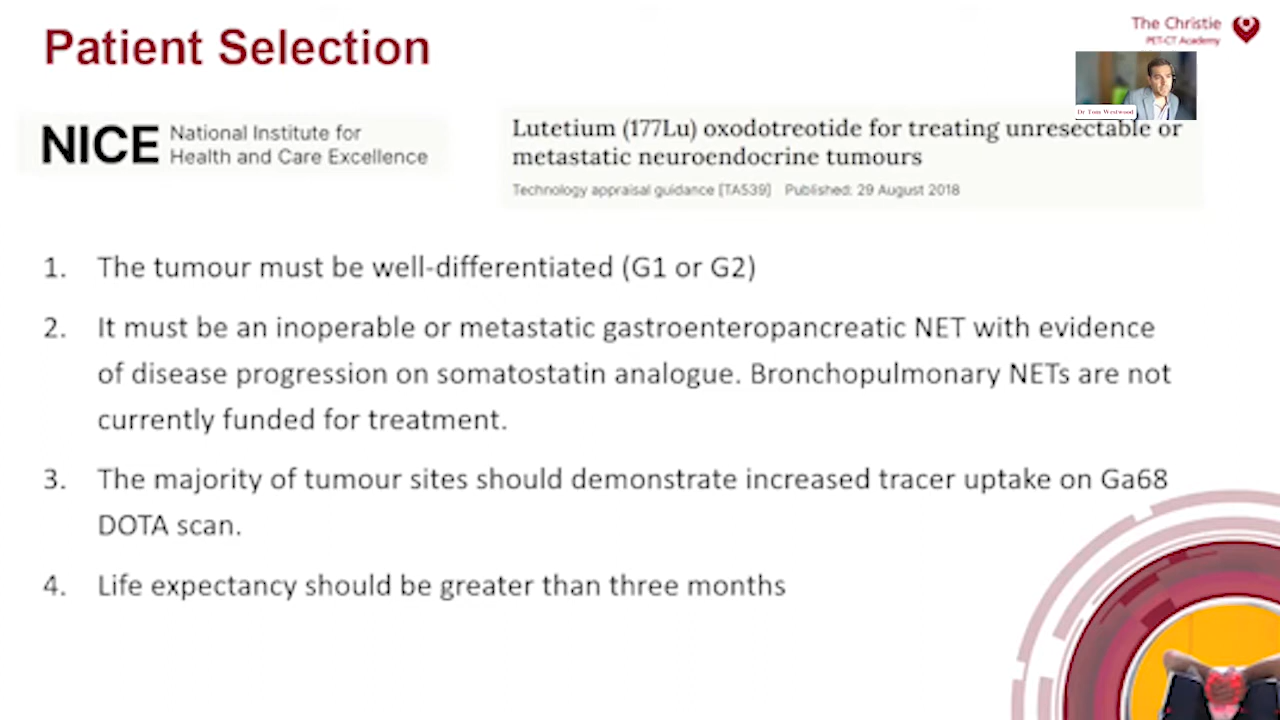 Patient Selection
The Christie
PET-CT Academy
Dr Tom Westwood
NICE National Institute for
Health and Care Excellence
Lutetium (177Lu) oxodotreotide for treating unresectable or
metastatic neuroendocrine tumours
Technology appraisal guidance [TA539] Published: 29 August 2018
1. The tumour must be well-differentiated (G1 or G2)
2. It must be an inoperable or metastatic gastroenteropancreatic NET with evidence
of disease progression on somatostatin analogue. Bronchopulmonary NETs are not
currently funded for treatment.
3. The majority of tumour sites should demonstrate increased tracer uptake on Ga68
DOTA scan.
4. Life expectancy should be greater than three months